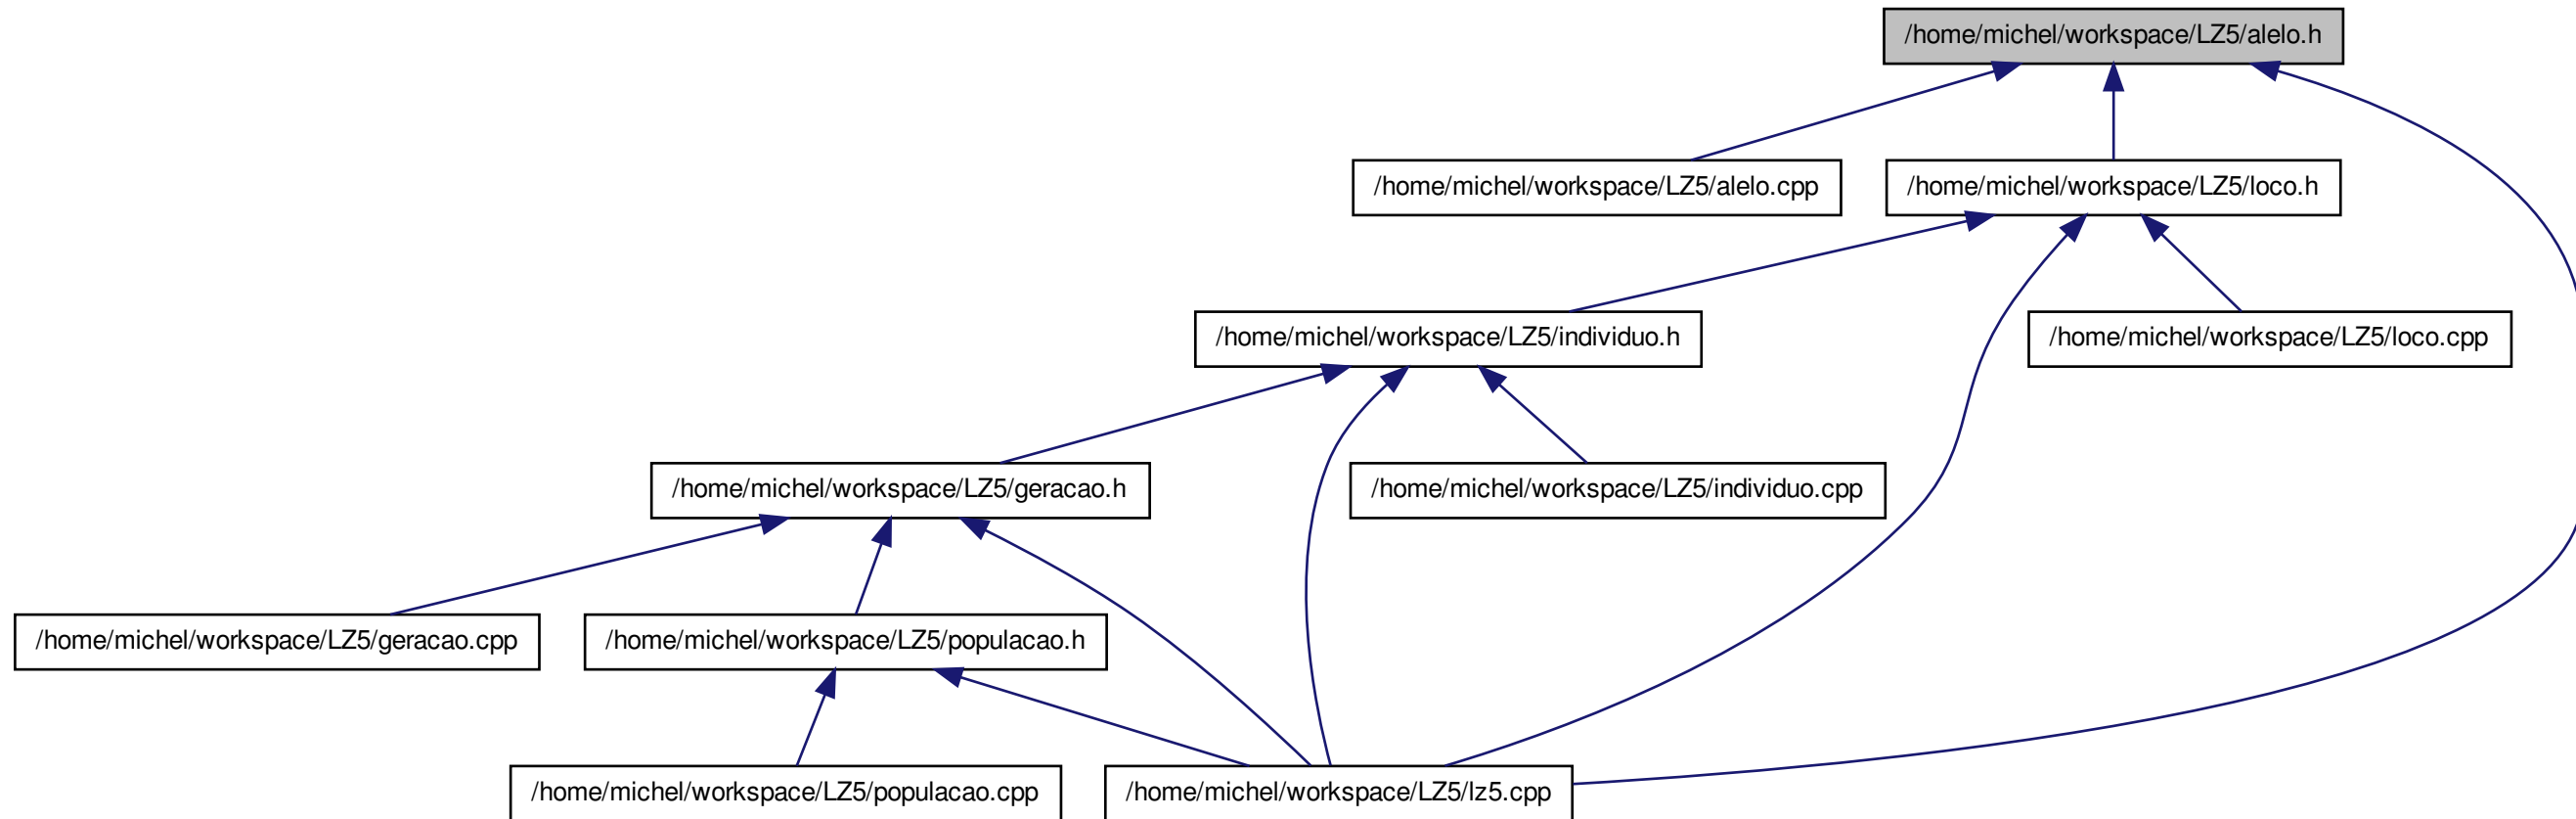 /home/michel/workspace/LZ5/alelo.h
/home/michel/workspace/LZ5/alelo.cpp
/home/michel/workspace/LZ5/loco.h
/home/michel/workspace/LZ5/individuo.h
/home/michel/workspace/LZ5/loco.cpp
/home/michel/workspace/LZ5/geracao.h
/home/michel/workspace/LZ5/individuo.cpp
/home/michel/workspace/LZ5/geracao.cpp
/home/michel/workspace/LZ5/populacao.h
/home/michel/workspace/LZ5/populacao.cpp
/home/michel/workspace/LZ5/lz5.cpp